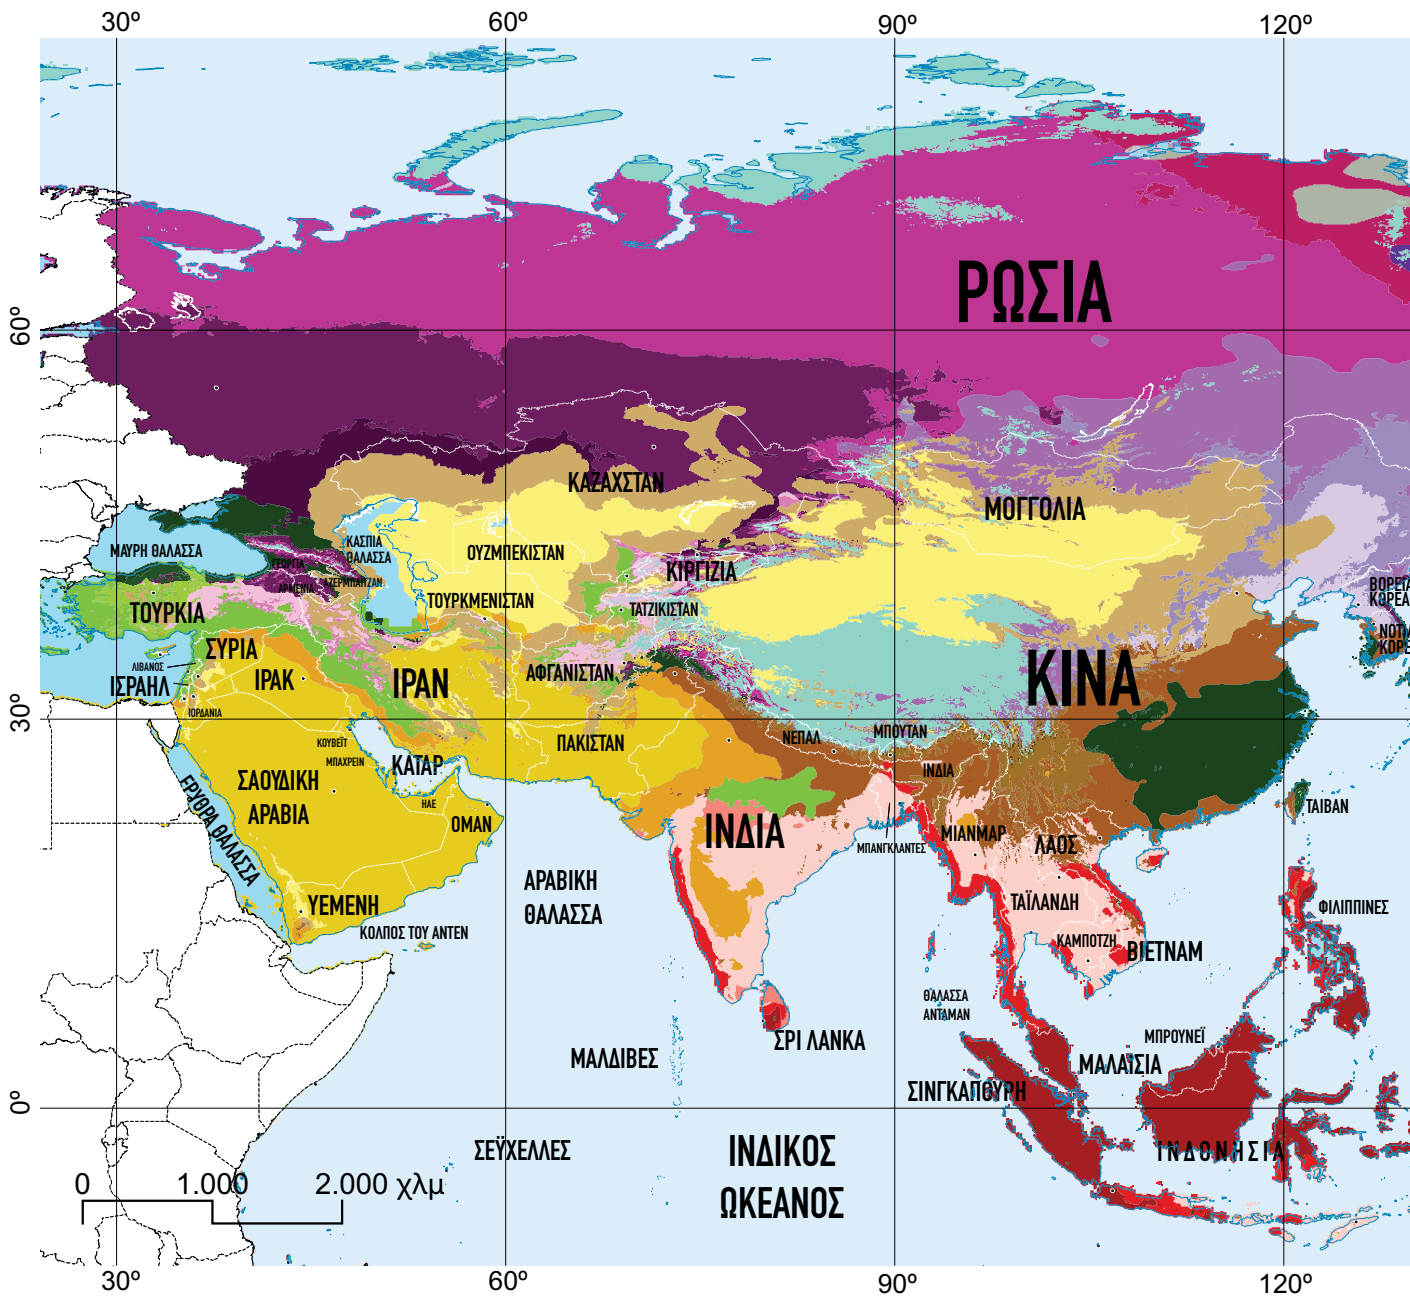 30º 60º 90º 120º
ΡΩΣΙΑ
60º
ΚΑΖΑΧΣΤΑΝ
ΜΟΓΓΟΛΙΑ
ΜΑΥΡΗ ΘΑΛΑΣΣΑ
ΚΑΣΠΙΑ
ΘΑΛΑΣΣΑ
ΟΥΖΜΠΕΚΙΣΤΑΝ
ΓΕΩΡΓΙΑ
ΚΙΡΓΙΖΙΑ
ΑΡΜΕΝΙΑ
ΑΖΕΡΜΠΑΪΤΖΑΝ
ΒΟΡΕΙΑ
ΚΟΡΕΑ
ΤΟΥΡΚΙΑ
ΤΟΥΡΚΜΕΝΙΣΤΑΝ
ΤΑΤΖΙΚΙΣΤΑΝ
ΝΟΤΙΑ
ΚΟΡΕΑ
ΣΥΡΙΑ
ΛΙΒΑΝΟΣ
ΙΣΡΑΗΛ
ΙΡΑΚ
ΙΡΑΝ
ΑΦΓΑΝΙΣΤΑΝ
ΚΙΝΑ
ΙΟΡΔΑΝΙΑ
30º
ΚΟΥΒΕΪΤ
ΠΑΚΙΣΤΑΝ
ΝΕΠΑΛ
ΜΠΟΥΤΑΝ
ΜΠΑΧΡΕΙΝ
ΚΑΤΑΡ
ΙΝΔΙΑ
ΣΑΟΥΔΙΚΗ
ΑΡΑΒΙΑ
ΕΡΥΘΡΑ ΘΑΛΑΣΣΑ
ΗΑΕ
ΟΜΑΝ
ΤΑΙΒΑΝ
ΙΝΔΙΑ
ΜΙΑΝΜΑΡ
ΛΑΟΣ
ΜΠΑΝΓΚΛΑΝΤΕΣ
ΑΡΑΒΙΚΗ
ΘΑΛΑΣΣΑ
ΥΕΜΕΝΗ
ΤΑΪΛΑΝΔΗ
ΦΙΛΙΠΠΙΝΕΣ
ΚΟΛΠΟΣ ΤΟΥ ΑΝΤΕΝ
ΚΑΜΠΟΤΖΗ
ΒΙΕΤΝΑΜ
ΘΑΛΑΣΣΑ
ΑΝΤΑΜΑΝ
ΣΡΙ ΛΑΝΚΑ
ΜΠΡΟΥΝΕΪ
ΜΑΛΔΙΒΕΣ
ΜΑΛΑΙΣΙΑ
ΣΙΝΓΚΑΠΟΥΡΗ
0º
ΣΕΫΧΕΛΛΕΣ
ΙΝΔΙΚΟΣ
ΩΚΕΑΝΟΣ
ΙΝΔΟΝΗΣΙΑ
0 1.000 2.000 χλμ
30º 60º 90º 120º